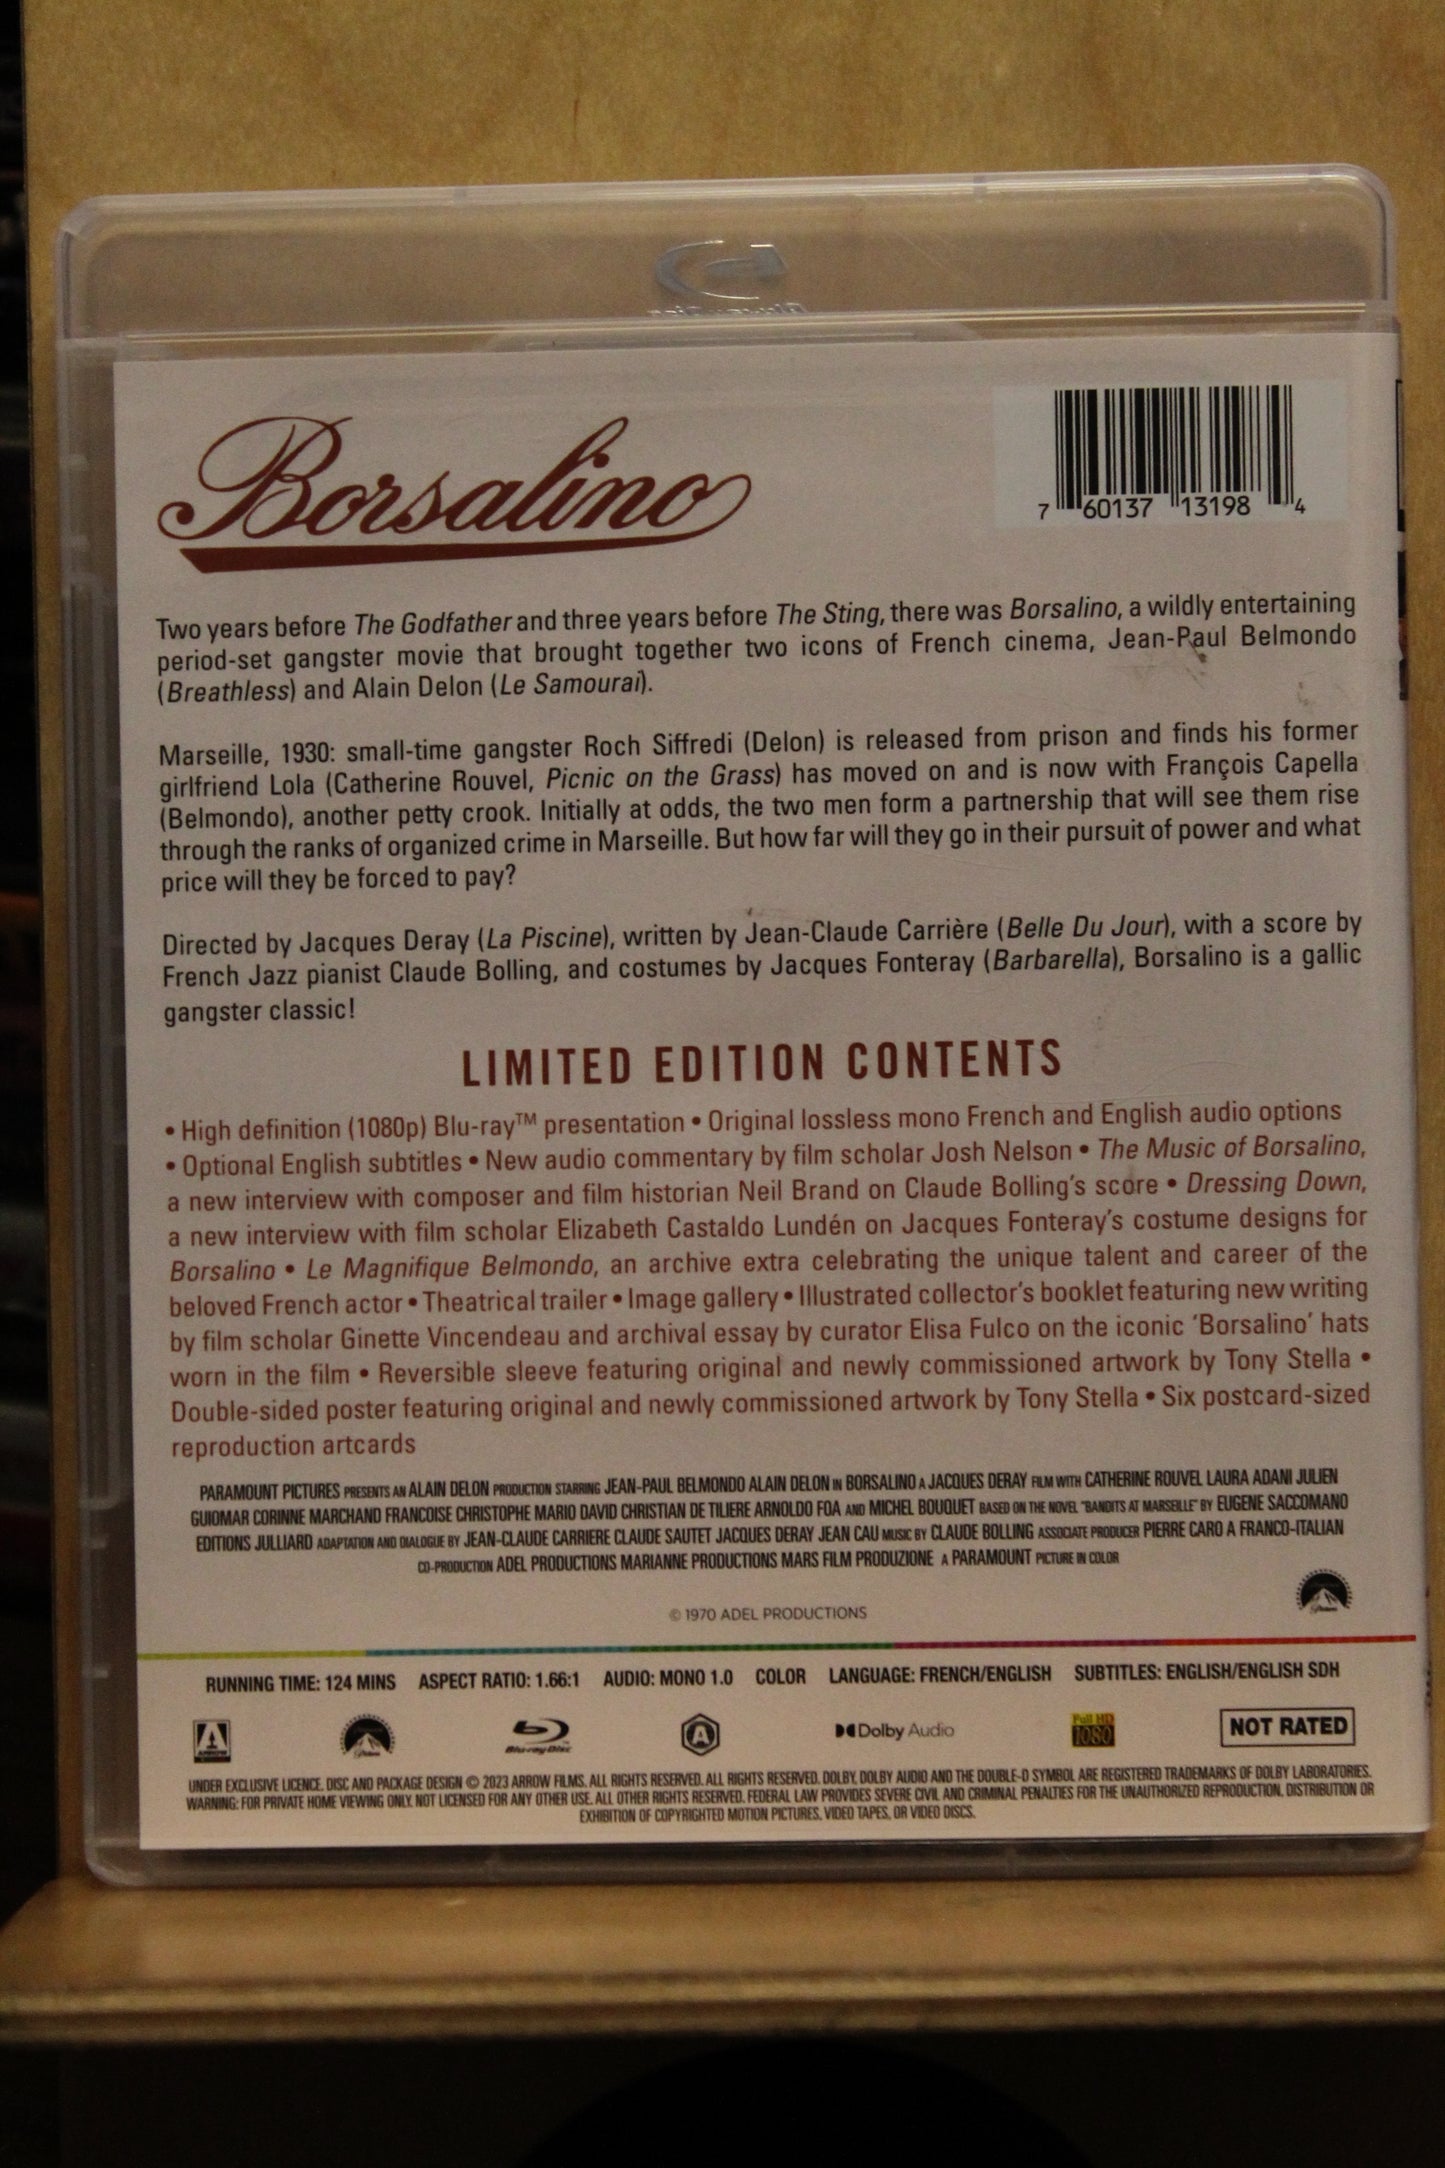 Borsalino
7 60137 13198 4
Two years before The Godfather and three years before The Sting, there was Borsalino, a wildly entertaining
period-set gangster movie that brought together two icons of French cinema, Jean-Paul Belmondo
(Breathless) and Alain Delon (Le Samourai).
Marseille, 1930: small-time gangster Roch Siffredi (Delon) is released from prison and finds his former
girlfriend Lola (Catherine Rouvel, Picnic on the Grass) has moved on and is now with François Capella
(Belmondo), another petty crook. Initially at odds, the two men form a partnership that will see them rise
through the ranks of organized crime in Marseille. But how far will they go in their pursuit of power and what
price will they be forced to pay?
Directed by Jacques Deray (La Piscine), written by Jean-Claude Carrière (Belle Du Jour), with a score by
French Jazz pianist Claude Bolling, and costumes by Jacques Fonteray (Barbarella), Borsalino is a gallic
gangster classic!
LIMITED EDITION CONTENTS
• High definition (1080p) Blu-ray™ presentation • Original lossless mono French and English audio options
• Optional English subtitles • New audio commentary by film scholar Josh Nelson • The Music of Borsalino,
a new interview with composer and film historian Neil Brand on Claude Bolling's score • Dressing Down,
a new interview with film scholar Elizabeth Castaldo Lundén on Jacques Fonteray's costume designs for
Borsalino • Le Magnifique Belmondo, an archive extra celebrating the unique talent and career of the
beloved French actor • Theatrical trailer • Image gallery • Illustrated collector's booklet featuring new writing
by film scholar Ginette Vincendeau and archival essay by curator Elisa Fulco on the iconic 'Borsalino' hats
worn in the film • Reversible sleeve featuring original and newly commissioned artwork by Tony Stella •
Double-sided poster featuring original and newly commissioned artwork by Tony Stella • Six postcard-sized
reproduction artcards
PARAMOUNT PICTURES PRESENTS AN ALAIN DELON PRODUCTION STARRING JEAN-PAUL BELMONDO ALAIN DELON IN BORSALINO A JACQUES DERAY FILM WITH CATHERINE ROUVEL LAURA ADANI JULIEN
GUIOMAR CORINNE MARCHAND FRANCOISE CHRISTOPHE MARIO DAVID CHRISTIAN DE TILIERE ARNOLDO FOA AND MICHEL BOUQUET BASED ON THE NOVEL "BANDITS AT MARSEILLE" BY EUGENE SACCOMANO
EDITIONS JULLIARD ADAPTATION AND DIALOGUE BY JEAN-CLAUDE CARRIERE CLAUDE SAUTET JACQUES DERAY JEAN CAU MUSIC BY CLAUDE BOLLING ASSOCIATE PRODUCER PIERRE CARO A FRANCO-ITALIAN
CO-PRODUCTION ADEL PRODUCTIONS MARIANNE PRODUCTIONS MARS FILM PRODUZIONE A PARAMOUNT PICTURE IN COLOR
© 1970 ADEL PRODUCTIONS
RUNNING TIME: 124 MINS ASPECT RATIO: 1.66:1 AUDIO: MONO 1.0 COLOR LANGUAGE: FRENCH/ENGLISH SUBTITLES: ENGLISH/ENGLISH SDH
ARROW Blu-ray Disc A Dolby Audio Full HD 1080 NOT RATED
UNDER EXCLUSIVE LICENCE. DISC AND PACKAGE DESIGN © 2023 ARROW FILMS. ALL RIGHTS RESERVED. ALL RIGHTS RESERVED. DOLBY, DOLBY AUDIO AND THE DOUBLE-D SYMBOL ARE REGISTERED TRADEMARKS OF DOLBY LABORATORIES.
WARNING: FOR PRIVATE HOME VIEWING ONLY. NOT LICENSED FOR ANY OTHER USE. ALL OTHER RIGHTS RESERVED. FEDERAL LAW PROVIDES SEVERE CIVIL AND CRIMINAL PENALTIES FOR THE UNAUTHORIZED REPRODUCTION, DISTRIBUTION OR
EXHIBITION OF COPYRIGHTED MOTION PICTURES, VIDEO TAPES, OR VIDEO DISCS.